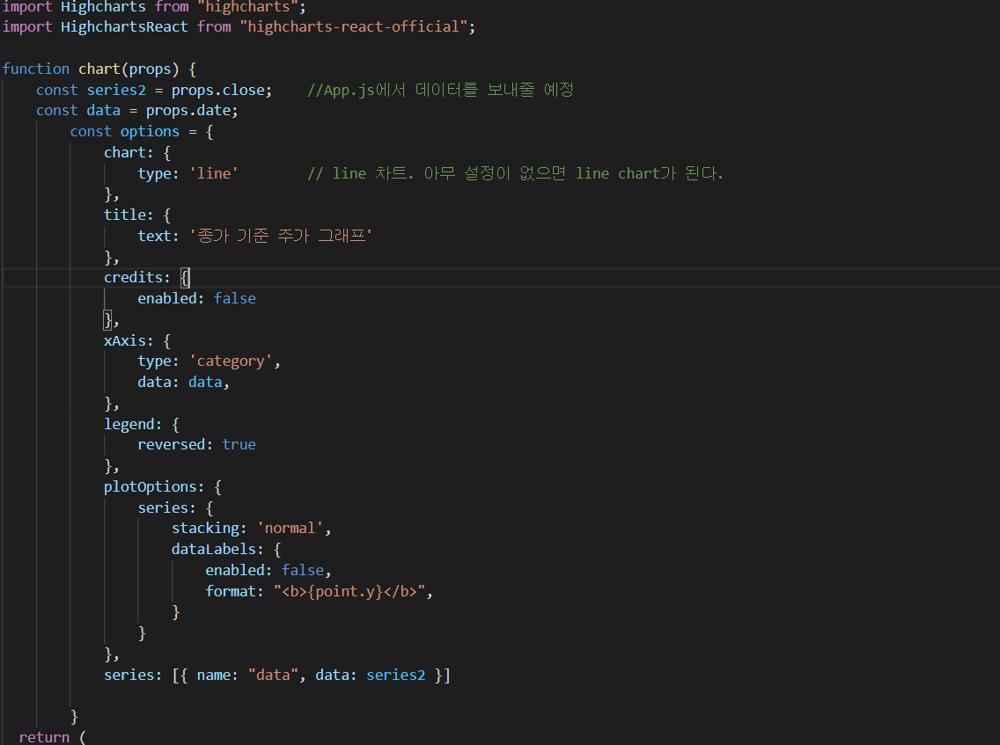 import Highcharts from "highcharts";
import HighchartsReact from "highcharts-react-official";
function chart(props) {
const series2 = props.close; //App.js에서 데이터를 보내줄 예정
const data = props.date;
const options = {
chart: {
type: 'line' // line 차트. 아무 설정이 없으면 line chart가 된다.
},
title: {
text: '종가 기준 주가 그래프'
},
credits: {
enabled: false
},
xAxis: {
type: 'category',
data: data,
},
legend: {
reversed: true
},
plotOptions: {
series: {
stacking: 'normal',
dataLabels: {
enabled: false,
format: "<b>{point.y}</b>",
}
}
},
series: [{ name: "data", data: series2 }]
}
return (